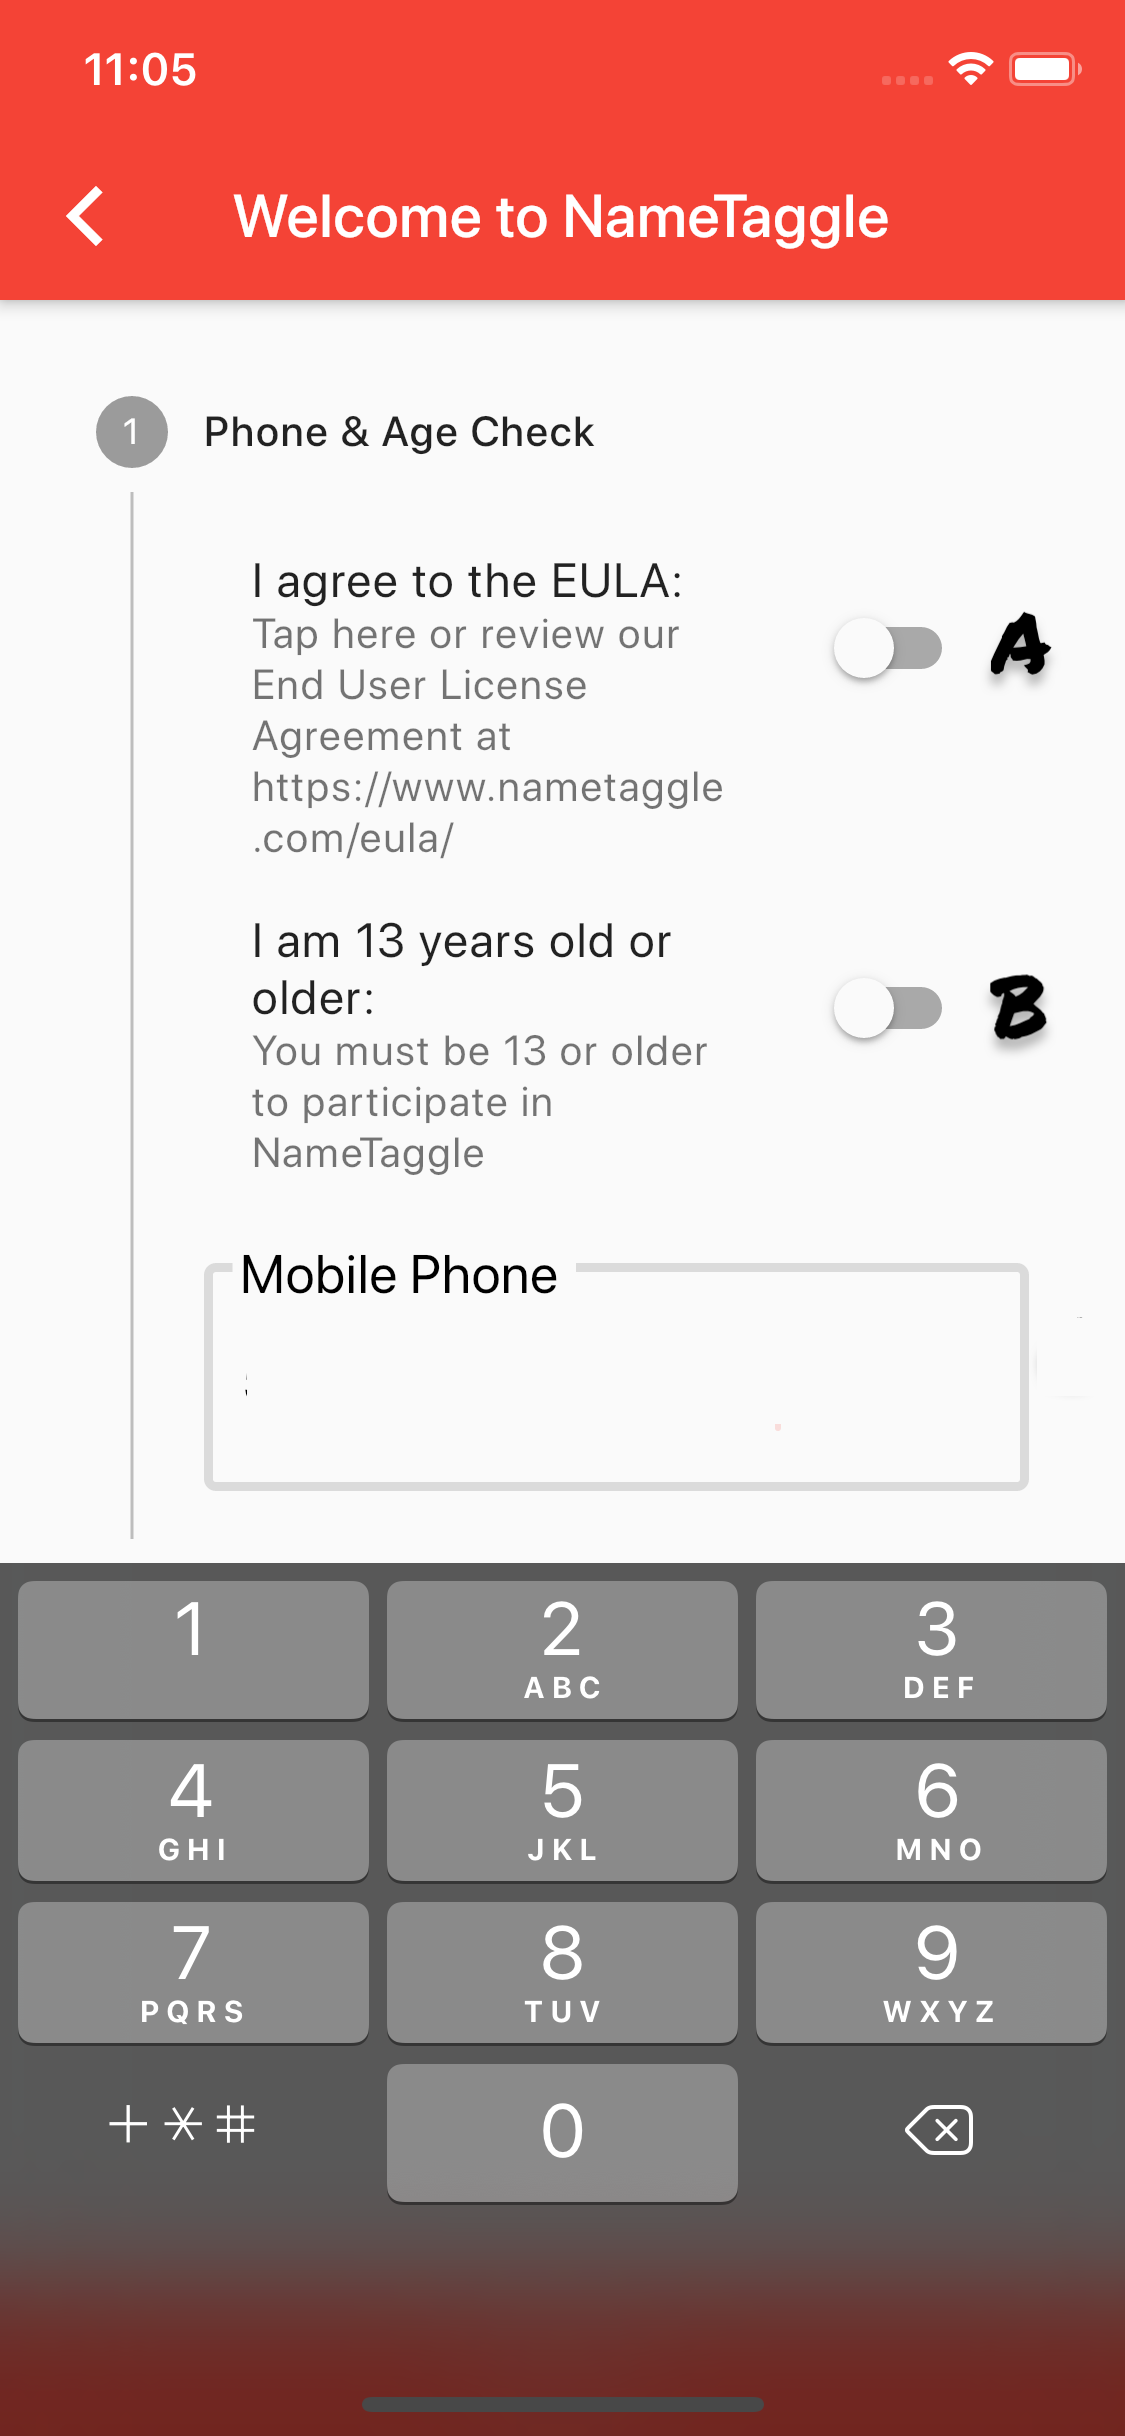 11:05
Welcome to NameTaggle
1 Phone & Age Check
I agree to the EULA:
Tap here or review our
End User License
Agreement at
https://www.nametaggle
.com/eula/
A
I am 13 years old or
older:
You must be 13 or older
to participate in
NameTaggle
B
Mobile Phone
1 2 3
ABC DEF
4 5 6
GHI JKL MNO
7 8 9
PQRS TUV WXYZ
+*# 0